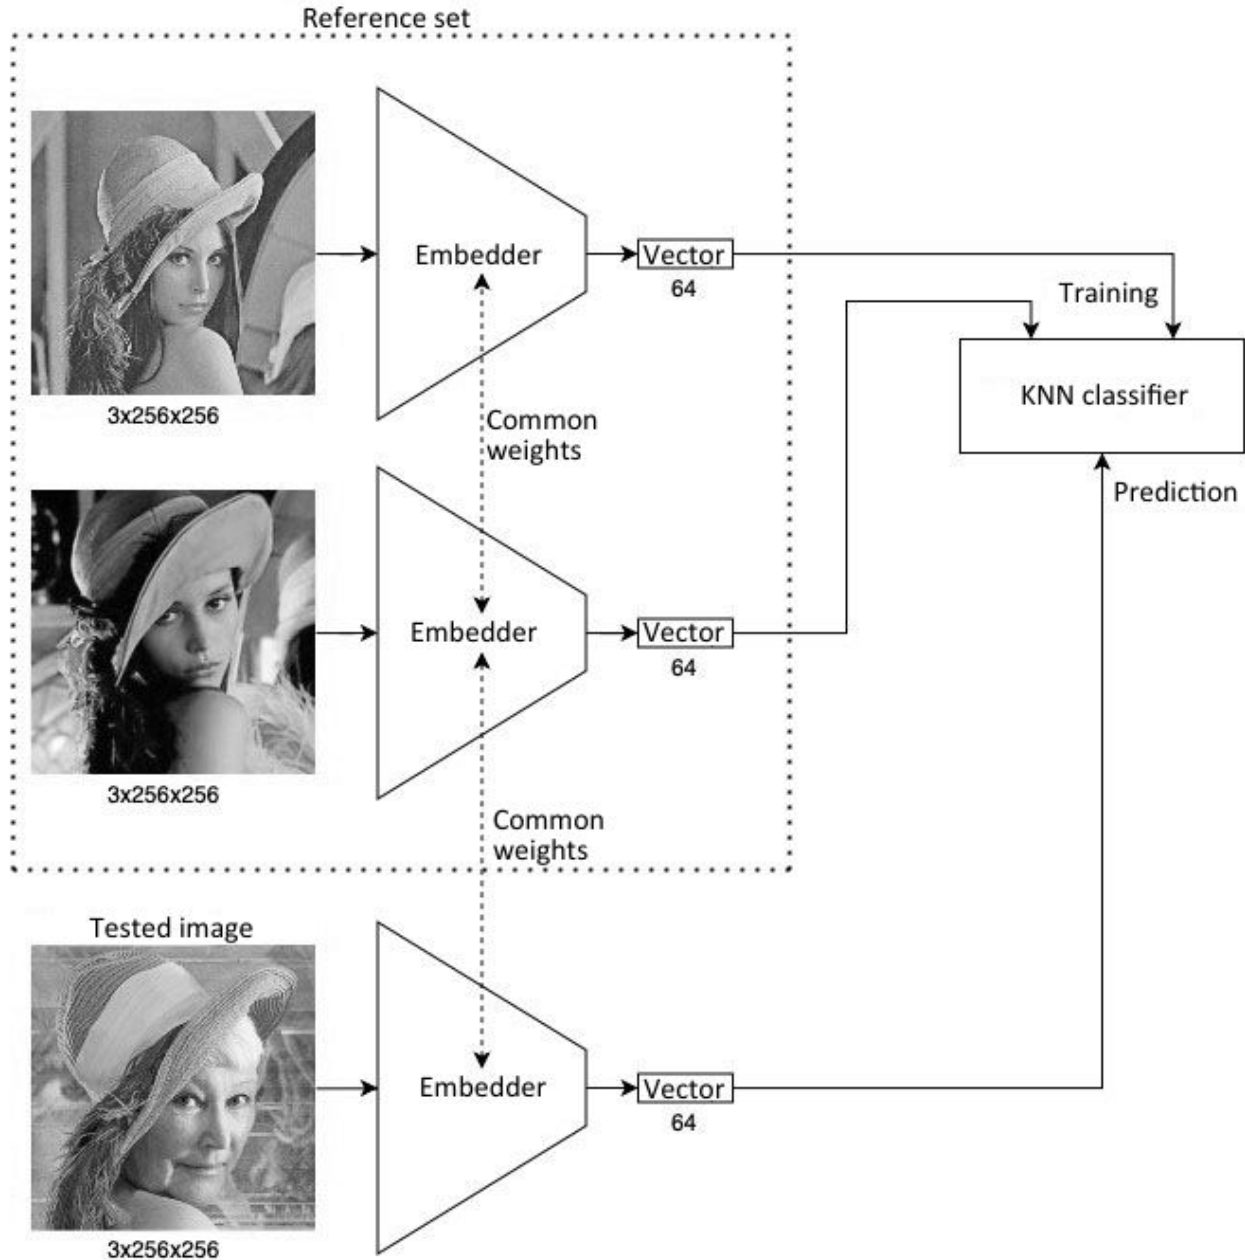 Reference set
Embedder
Vector
64
Training
3x256x256
KNN classifier
Common
weights
Prediction
Embedder
Vector
64
3x256x256
Common
weights
Tested image
Embedder
Vector
64
3x256x256